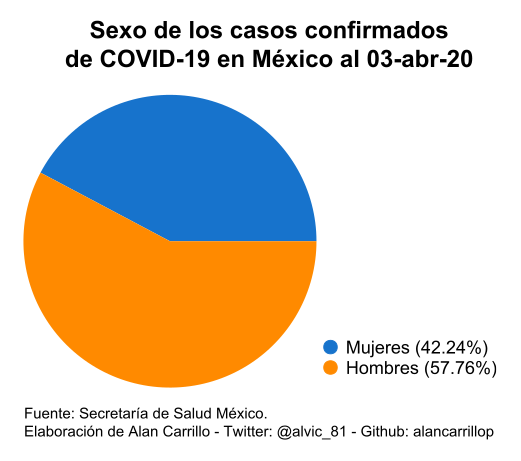 Sexo de los casos confirmados
de COVID-19 en México al 03-abr-20
Mujeres (42.24%)
Hombres (57.76%)
Fuente: Secretaría de Salud México.
Elaboración de Alan Carrillo - Twitter: @alvic_81 - Github: alancarrillop